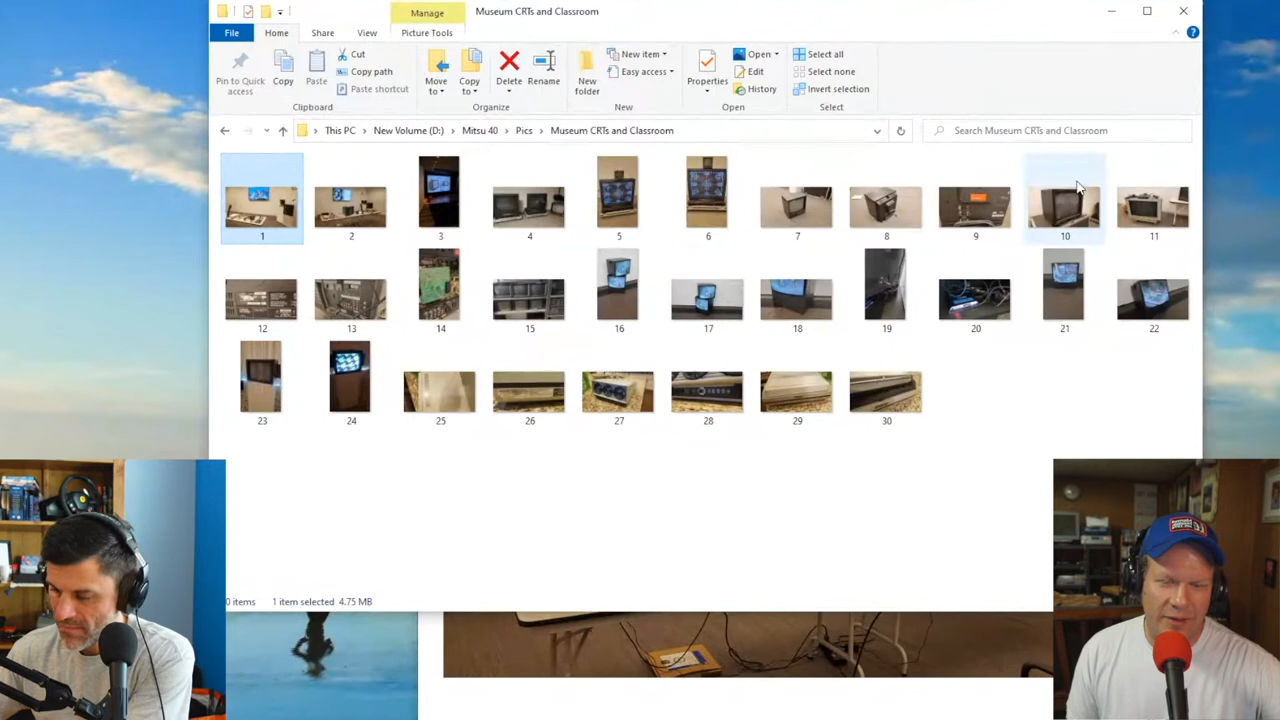 Manage
Museum CRTs and Classroom
File
Home
Share
View
Picture Tools
Pin to Quick access
Copy
Paste
Cut
Copy path
Paste shortcut
Clipboard
Move to
Copy to
Delete
Rename
Organize
New folder
New item
Easy access
New
Properties
Open
Edit
History
Open
Select all
Select none
Invert selection
Select
This PC > New Volume (D:) > Mitsu 40 > Pics > Museum CRTs and Classroom
Search Museum CRTs and Classroom
1 2 3 4 5 6 7 8 9 10 11
12 13 14 15 16 17 18 19 20 21 22
23 24 25 26 27 28 29 30
0 items 1 item selected 4.75 MB